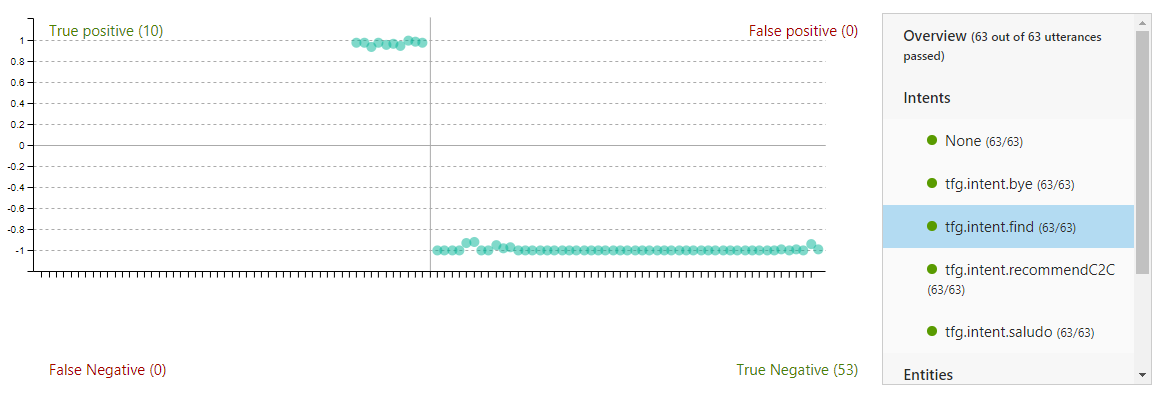 True positive (10)
False positive (0)
1
0.8
0.6
0.4
0.2
0
-0.2
-0.4
-0.6
-0.8
-1
False Negative (0)
True Negative (53)
Overview (63 out of 63 utterances
passed)
Intents
None (63/63)
tfg.intent.bye (63/63)
tfg.intent.find (63/63)
tfg.intent.recommendC2C
(63/63)
tfg.intent.saludo (63/63)
Entities